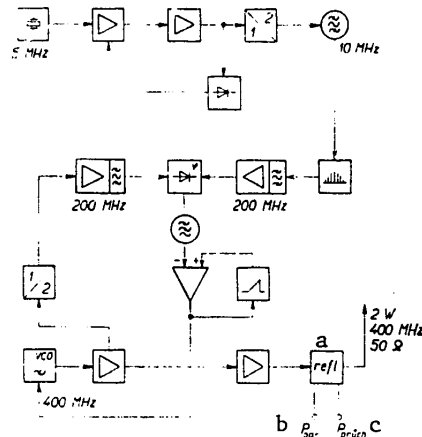 5 MHz
1 2
10 MHz
φ
200 MHz
200 MHz
1/2
- +
2 W
400 MHz
50 Ω
a
VCO
refl
400 MHz
b
c